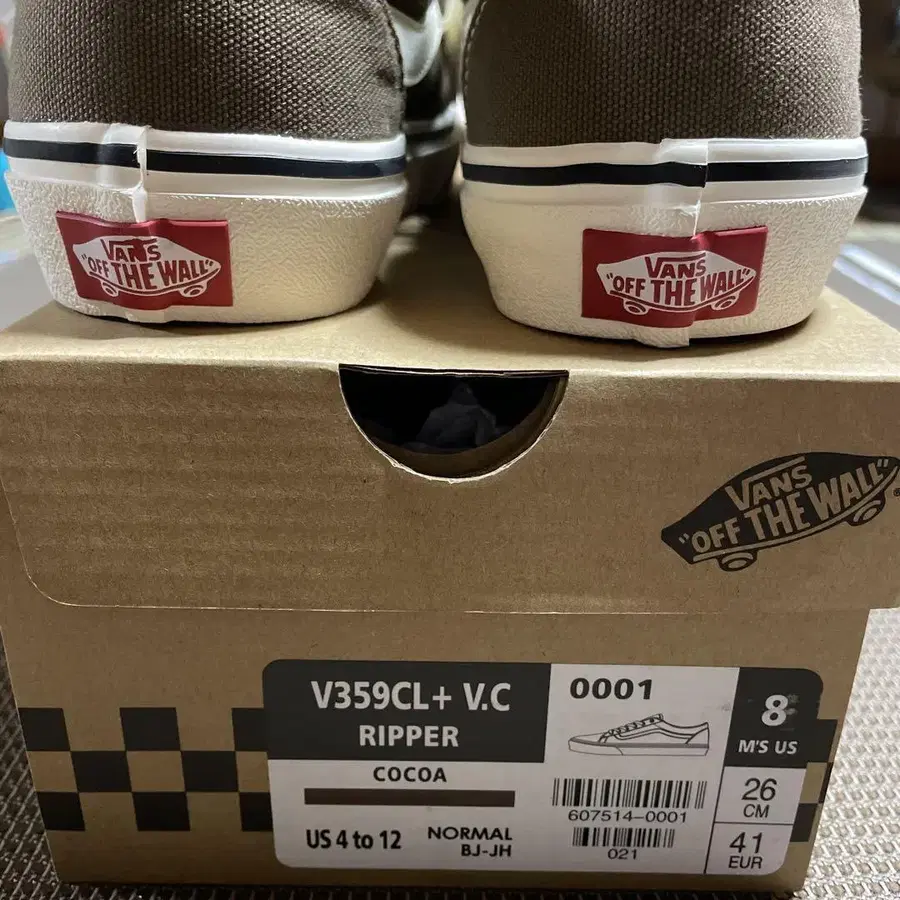 VANS
"OFF THE WALL"
VANS
"OFF THE WALL"
VANS
"OFF THE WALL"
V359CL+ V.C
RIPPER
COCOA
US 4 to 12
NORMAL
BJ-JH
0001
607514-0001
021
8
M'S US
26
CM
41
EUR